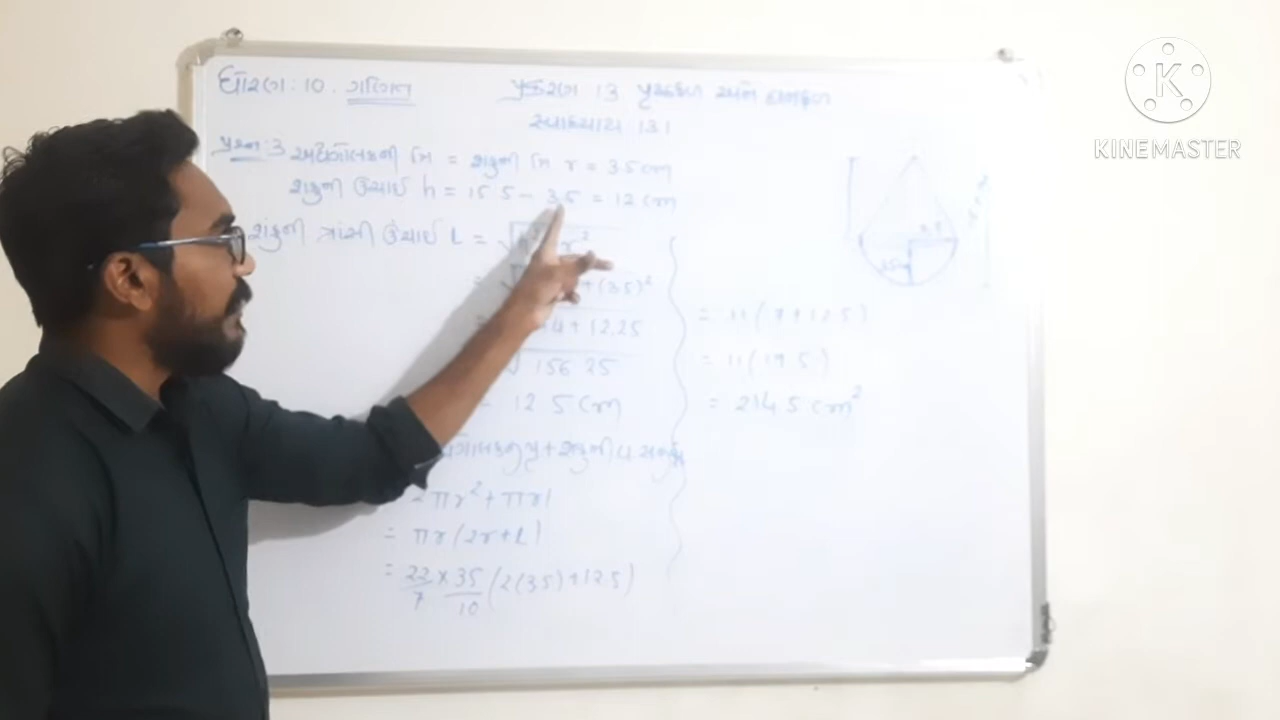 ધોરણ: 10. ગણિત
પ્રકરણ 13 પૃષ્ઠફળ અને ઘનફળ
સ્વાધ્યાય 13.1
પ્રશ્ન: 3 અર્ધગોલકની ત્રિ = શંકુની ત્રિ r = 3.5 cm
શંકુની ઊંચાઈ h = 15.5 - 3.5 = 12 cm
શંકુની ત્રાંસી ઊંચાઈ L =
+ (3.5)²
4 + 12.25
156.25
= 12.5 cm
+ શંકુની
2πr² + πrl
= πr (2r + L)
= 22/7 × 35/10 (2(3.5) + 12.5)
= 11 (7 + 12.5)
= 11 (19.5)
= 214.5 cm²
K
KINEMASTER